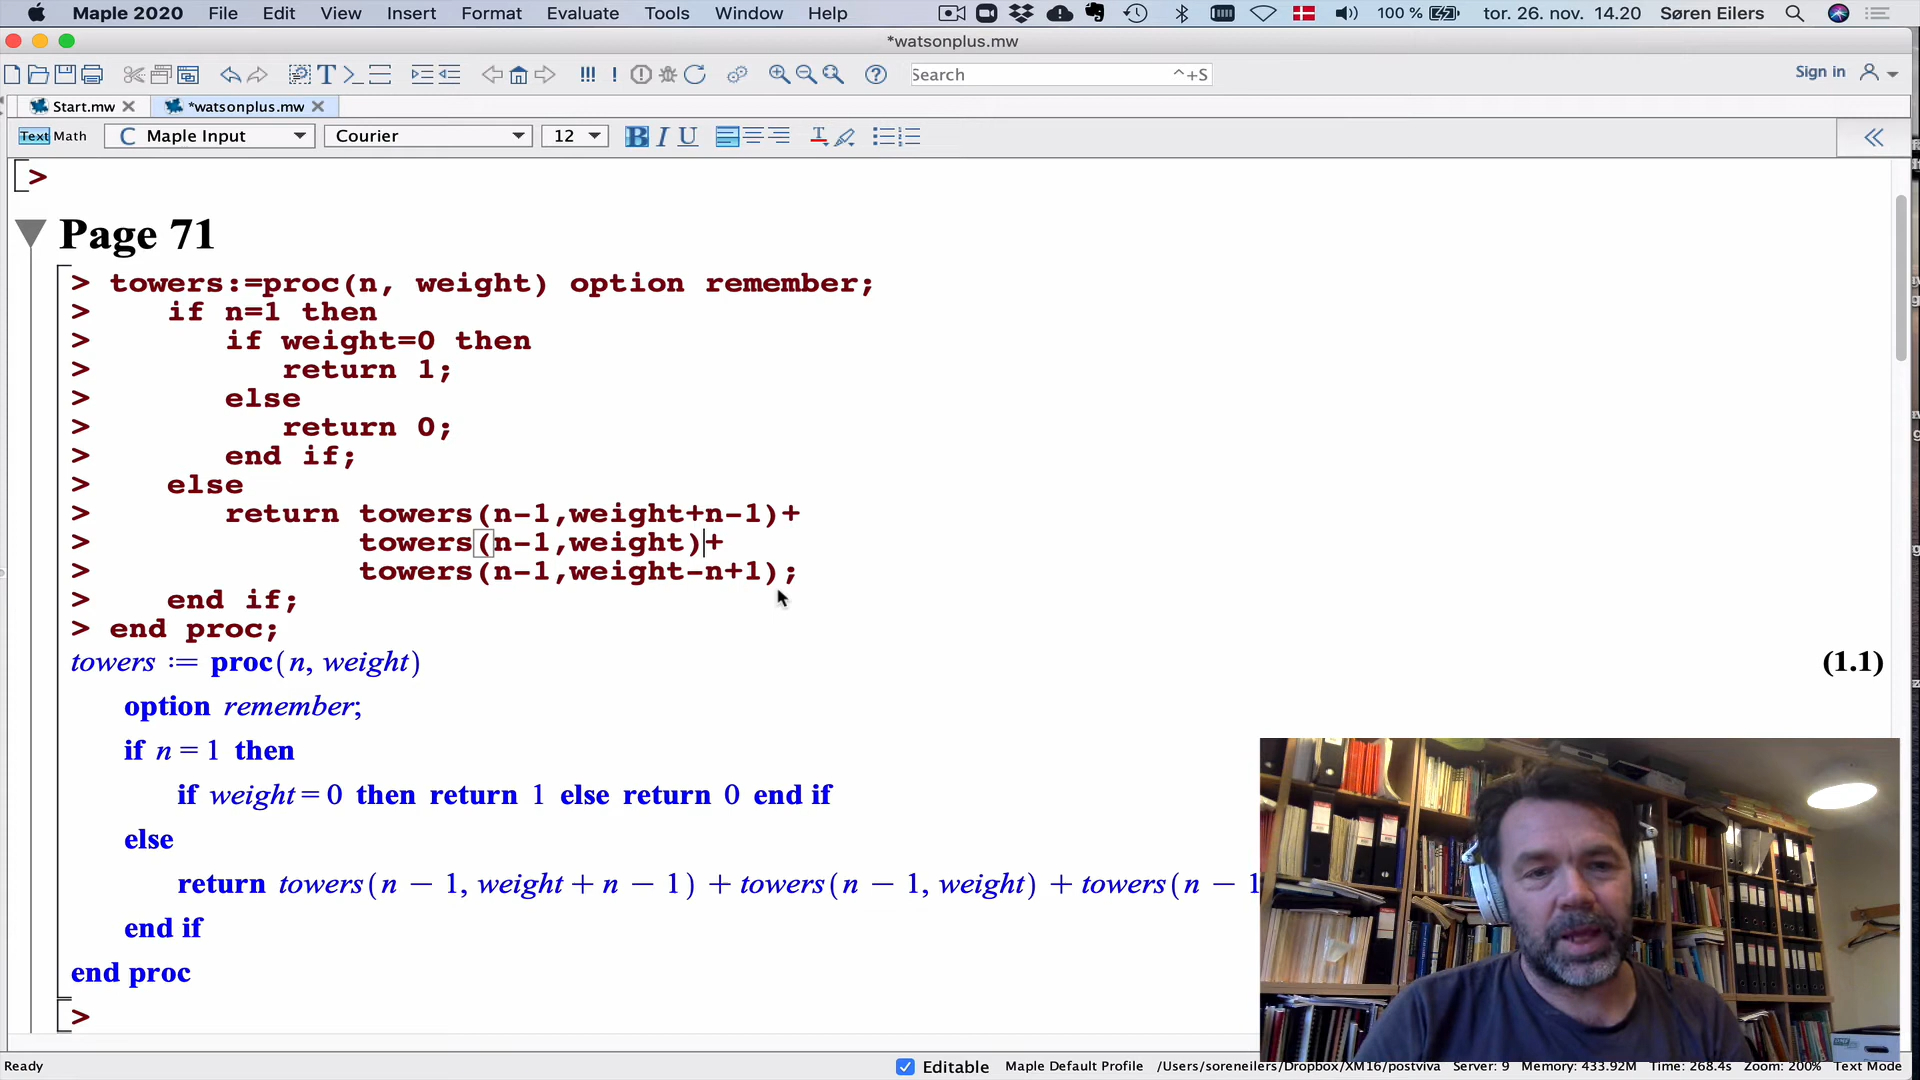 Maple 2020 File Edit View Insert Format Evaluate Tools Window Help 100 % tor. 26. nov. 14.20 Søren Eilers
*watsonplus.mw
Search ^+S Sign in
Start.mw *watsonplus.mw
Text Math C Maple Input Courier 12 B I U
>
Page 71
> towers:=proc(n, weight) option remember;
> if n=1 then
> if weight=0 then
> return 1;
> else
> return 0;
> end if;
> else
> return towers(n-1,weight+n-1)+
> towers(n-1,weight)+
> towers(n-1,weight-n+1);
> end if;
> end proc;
towers := proc(n, weight) (1.1)
option remember;
if n = 1 then
if weight = 0 then return 1 else return 0 end if
else
return towers(n − 1, weight + n − 1) + towers(n − 1, weight) + towers(n − 1
end if
end proc
>
Ready Editable Maple Default Profile /Users/soreneilers/Dropbox/XM16/postviva Server: 9 Memory: 433.92M Time: 268.4s Zoom: 200% Text Mode